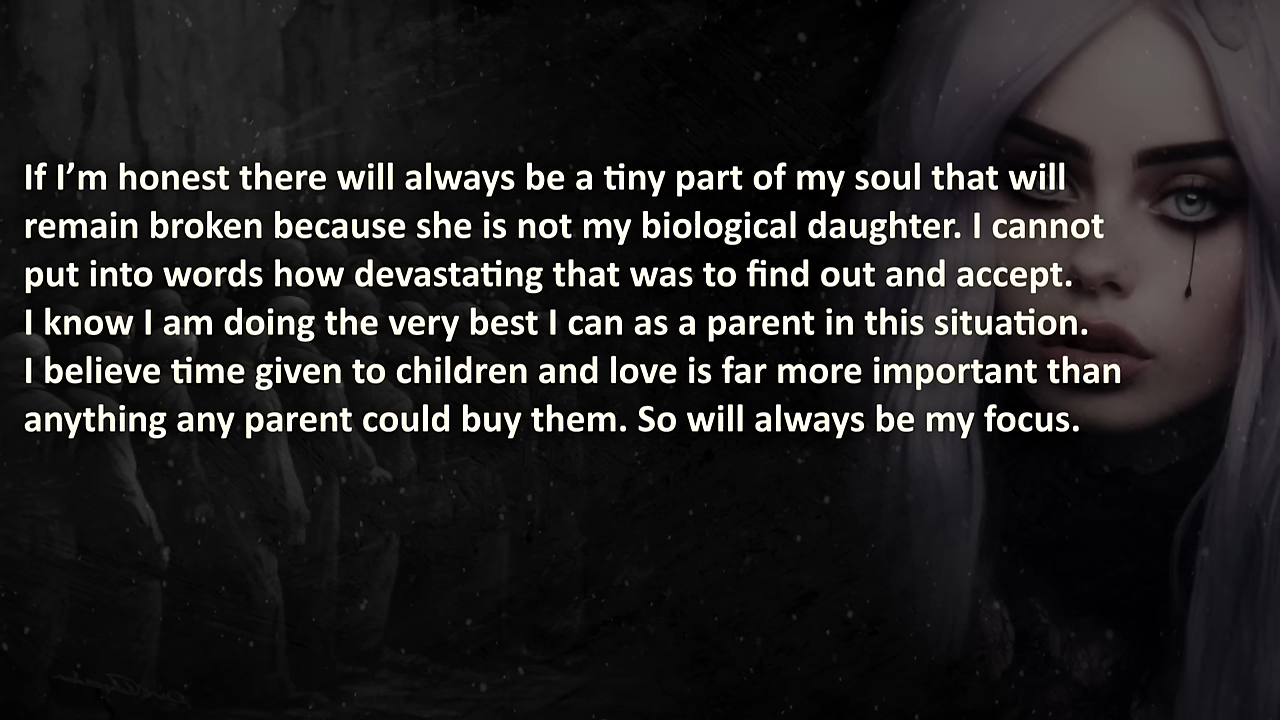 If I’m honest there will always be a tiny part of my soul that will
remain broken because she is not my biological daughter. I cannot
put into words how devastating that was to find out and accept.
I know I am doing the very best I can as a parent in this situation.
I believe time given to children and love is far more important than
anything any parent could buy them. So will always be my focus.